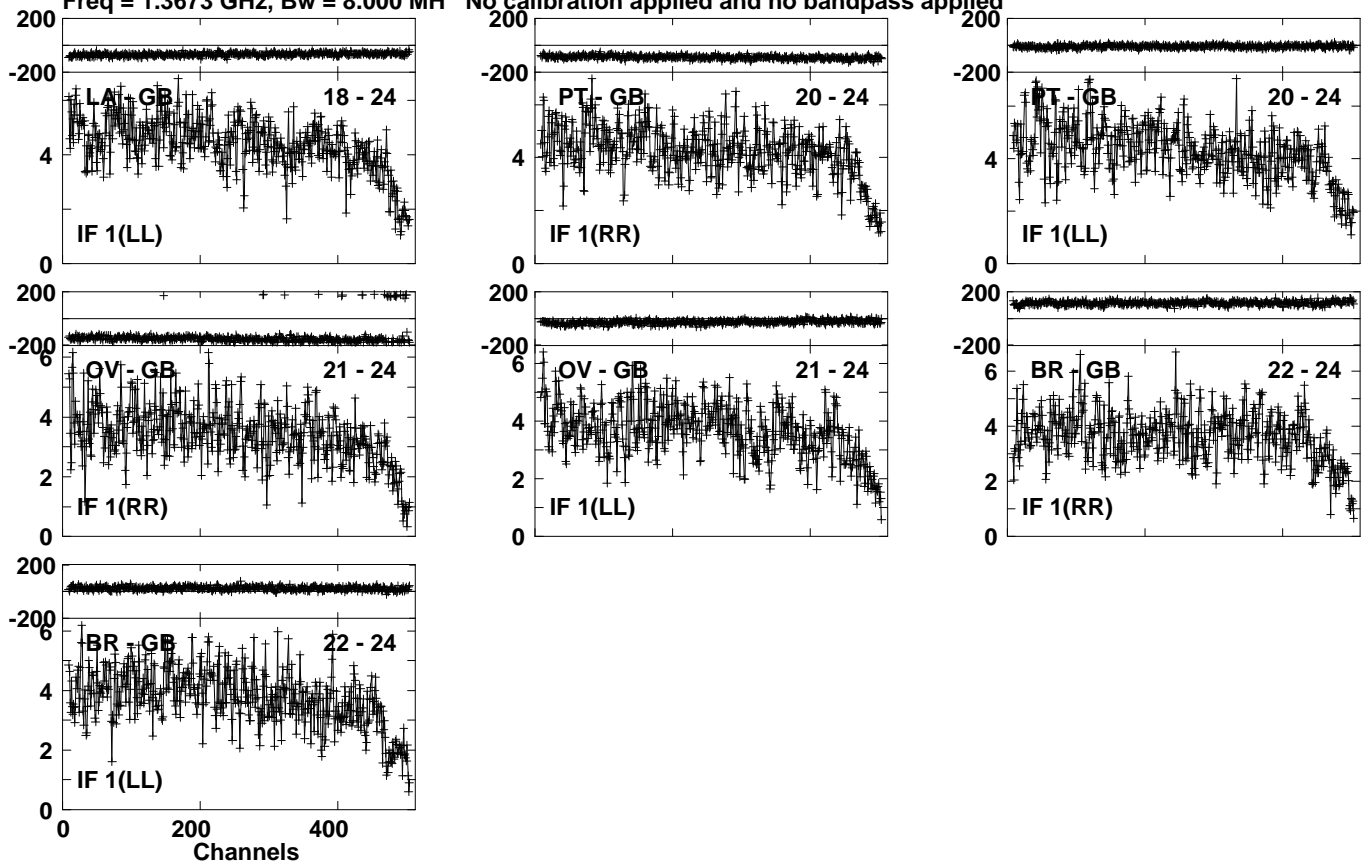 Freq = 1.3673 GHz, Bw = 8.000 MH No calibration applied and no bandpass applied
200
-200
LA - GB 18 - 24
4
IF 1(LL)
0
-200
PT - GB 20 - 24
4
IF 1(RR)
0
200
-200
PT - GB 20 - 24
4
IF 1(LL)
0
200
-200
6
OV - GB 21 - 24
4
2
IF 1(RR)
0
-200
6
OV - GB 21 - 24
4
2
IF 1(LL)
0
200
-200
6
BR - GB 22 - 24
4
2
IF 1(RR)
0
200
-200
6
BR - GB 22 - 24
4
2
IF 1(LL)
0
0 200 400
Channels